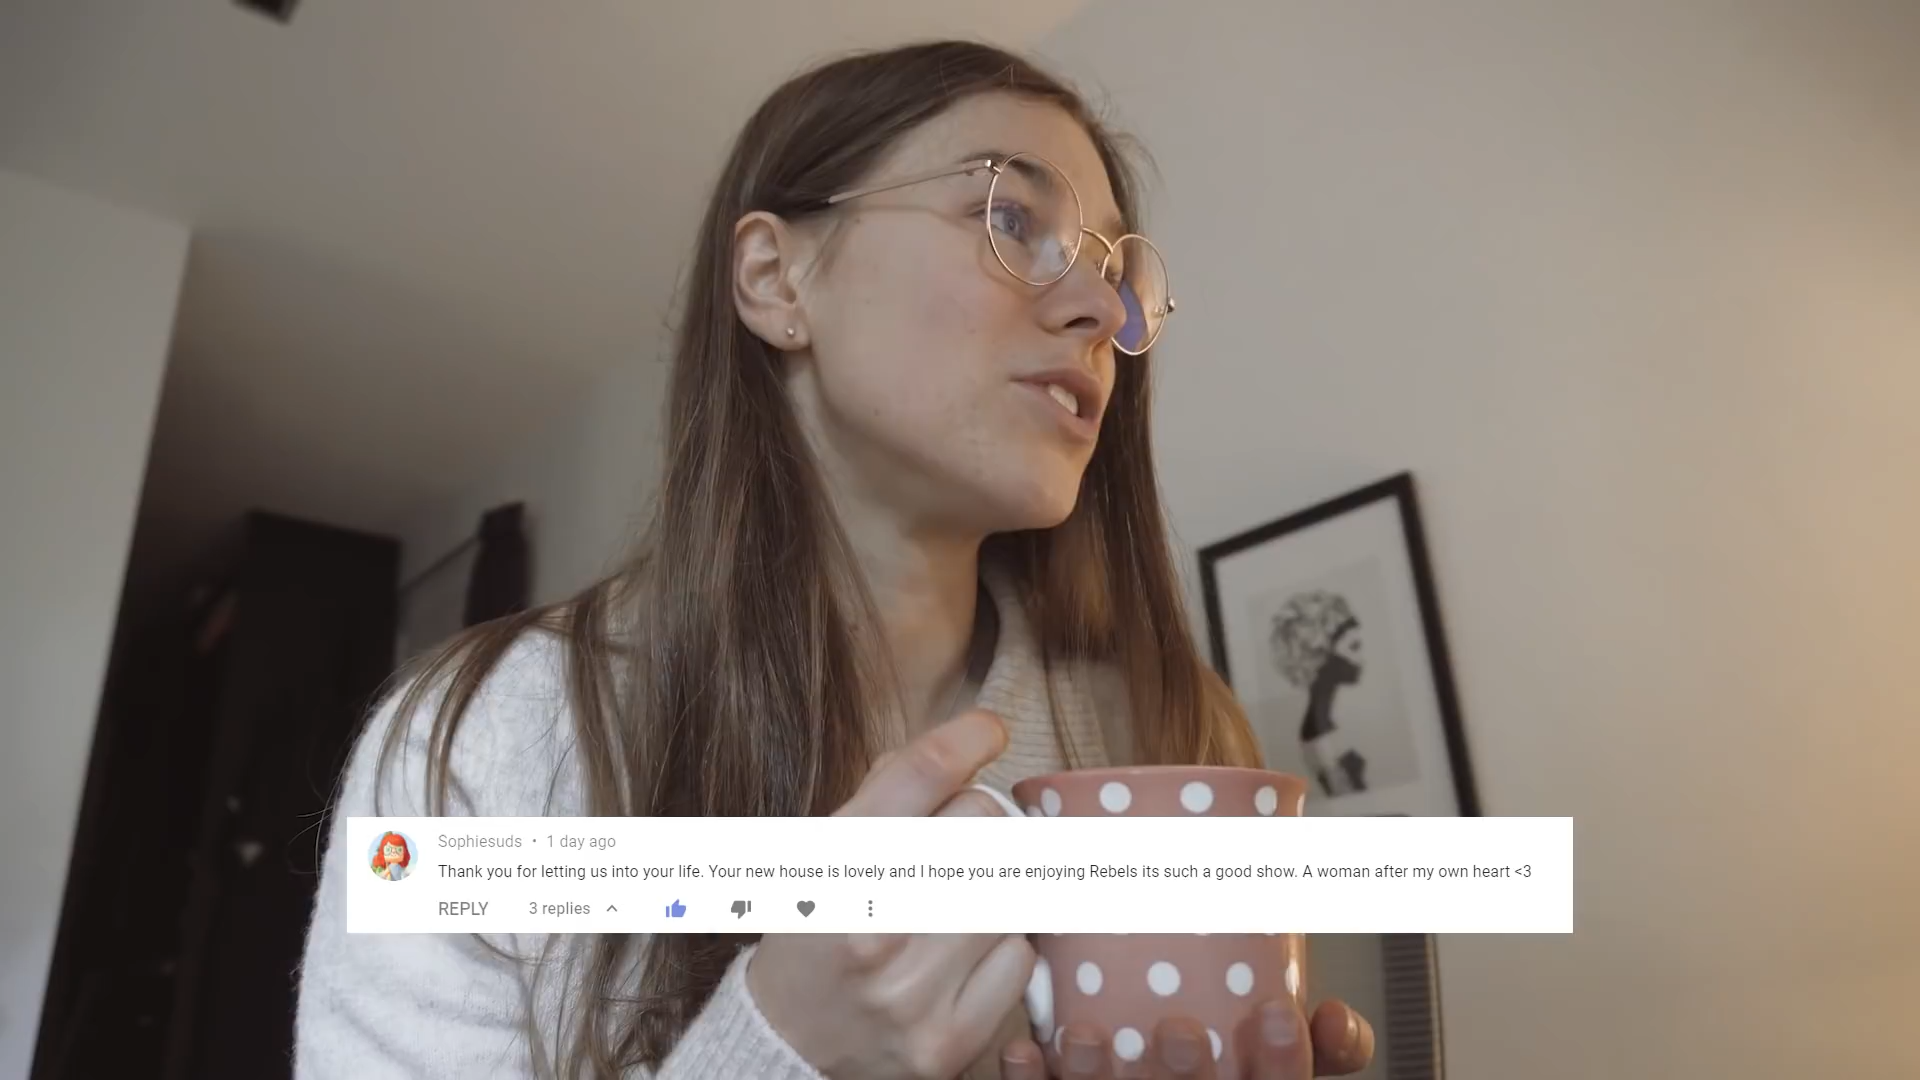 Sophiesuds • 1 day ago
Thank you for letting us into your life. Your new house is lovely and I hope you are enjoying Rebels its such a good show. A woman after my own heart <3
REPLY 3 replies